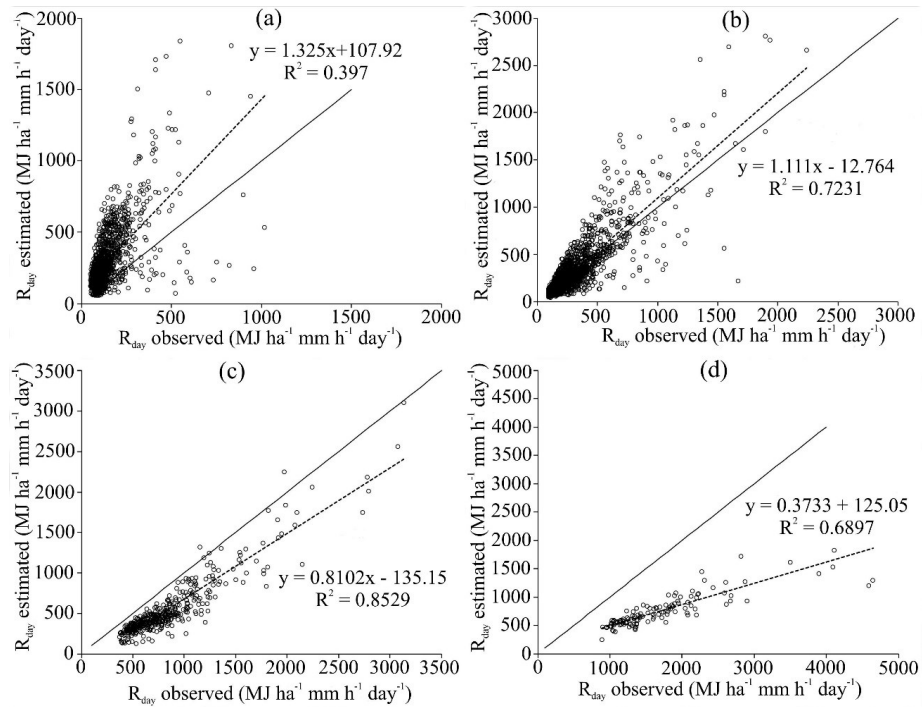 (a)
y = 1.325x+107.92
R² = 0.397
R_day estimated (MJ ha⁻¹ mm h⁻¹ day⁻¹)
2000
1500
1000
500
0
0 500 1000 1500 2000
R_day observed (MJ ha⁻¹ mm h⁻¹ day⁻¹)
(b)
y = 1.111x - 12.764
R² = 0.7231
R_day estimated (MJ ha⁻¹ mm h⁻¹ day⁻¹)
3000
2500
2000
1500
1000
500
0
0 500 1000 1500 2000 2500 3000
R_day observed (MJ ha⁻¹ mm h⁻¹ day⁻¹)
(c)
y = 0.8102x - 135.15
R² = 0.8529
R_day estimated (MJ ha⁻¹ mm h⁻¹ day⁻¹)
3500
3000
2500
2000
1500
1000
500
0
0 500 1000 1500 2000 2500 3000 3500
R_day observed (MJ ha⁻¹ mm h⁻¹ day⁻¹)
(d)
y = 0.3733 + 125.05
R² = 0.6897
R_day estimated (MJ ha⁻¹ mm h⁻¹ day⁻¹)
5000
4500
4000
3500
3000
2500
2000
1500
1000
500
0
0 1000 2000 3000 4000 5000
R_day observed (MJ ha⁻¹ mm h⁻¹ day⁻¹)